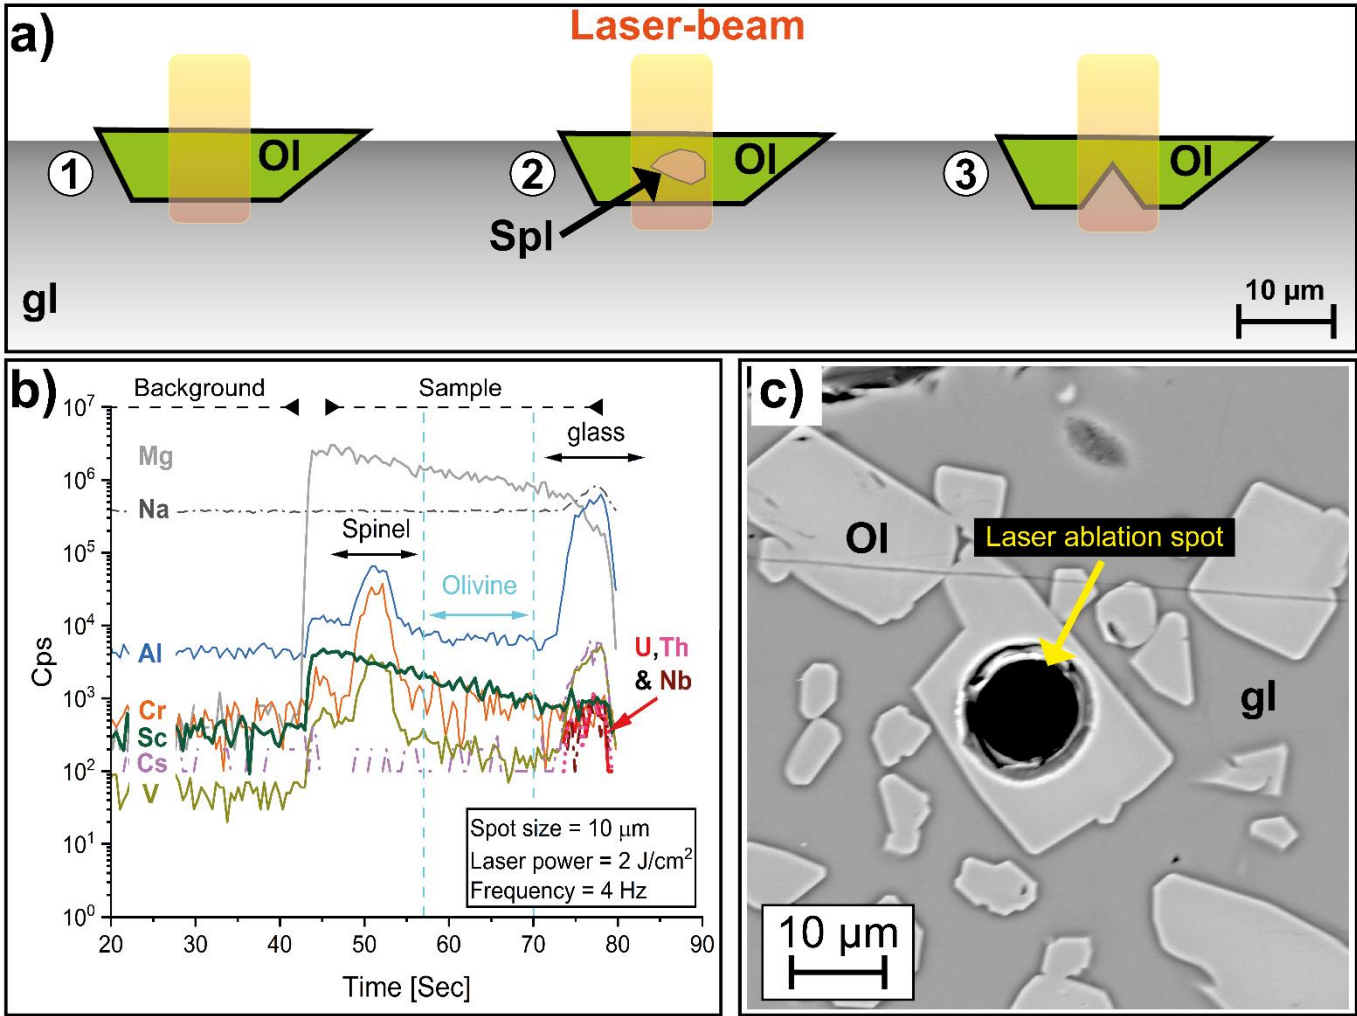 a)
Laser-beam
1
Ol
2
Ol
3
Ol
Spl
gl
10 µm
b)
Background
Sample
10⁷
glass
Mg
10⁶
Na
Spinel
10⁵
Olivine
10⁴
Al
U,Th
& Nb
Cps
10³
Cr
Sc
Cs
10²
V
Spot size = 10 µm
Laser power = 2 J/cm²
Frequency = 4 Hz
10¹
10⁰
20 30 40 50 60 70 80 90
Time [Sec]
c)
Ol
Laser ablation spot
gl
10 µm